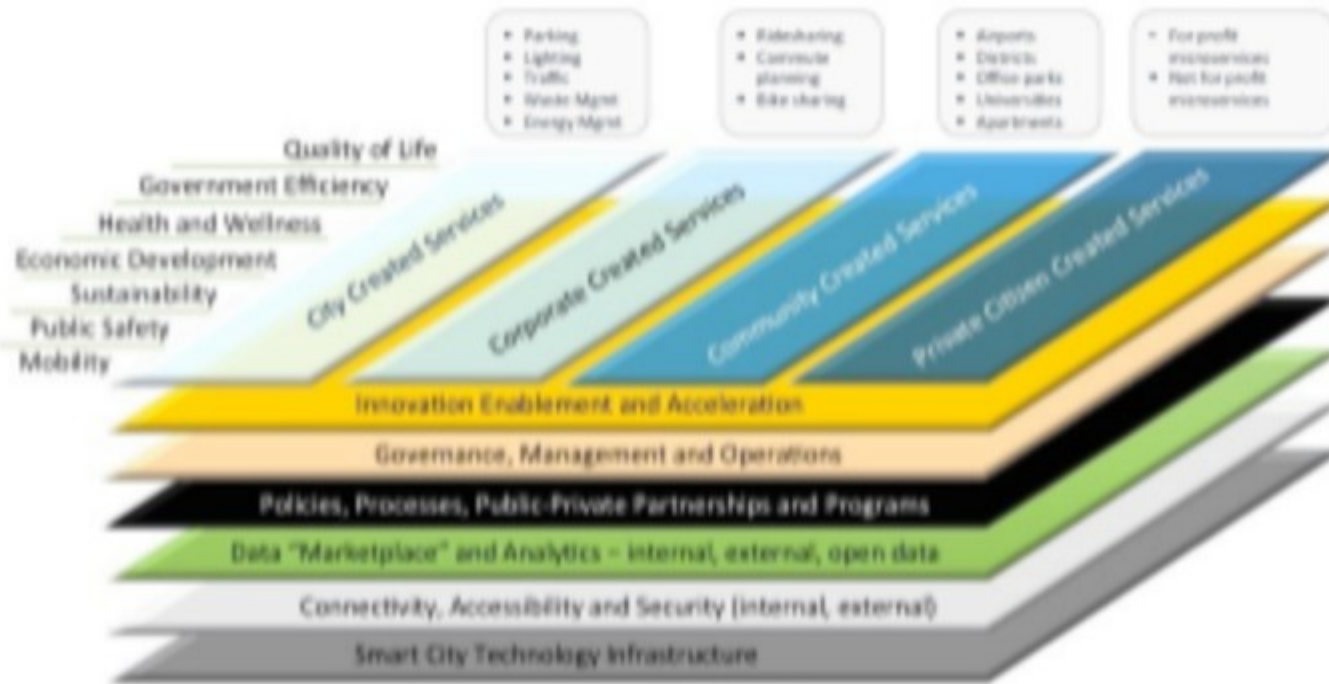 • Parking
• Lighting
• Traffic
• Waste Mgmt
• Energy Mgmt
• Ridesharing
• Commute
planning
• Bike sharing
• Airports
• Districts
• Office parks
• Universities
• Apartments
• For profit
microservices
• Not for profit
microservices
Quality of Life
Government Efficiency
Health and Wellness
Economic Development
Sustainability
Public Safety
Mobility
City Created Services
Corporate Created Services
Community Created Services
Private Citizen Created Services
Innovation Enablement and Acceleration
Governance, Management and Operations
Policies, Processes, Public-Private Partnerships and Programs
Data "Marketplace" and Analytics – internal, external, open data
Connectivity, Accessibility and Security (internal, external)
Smart City Technology Infrastructure